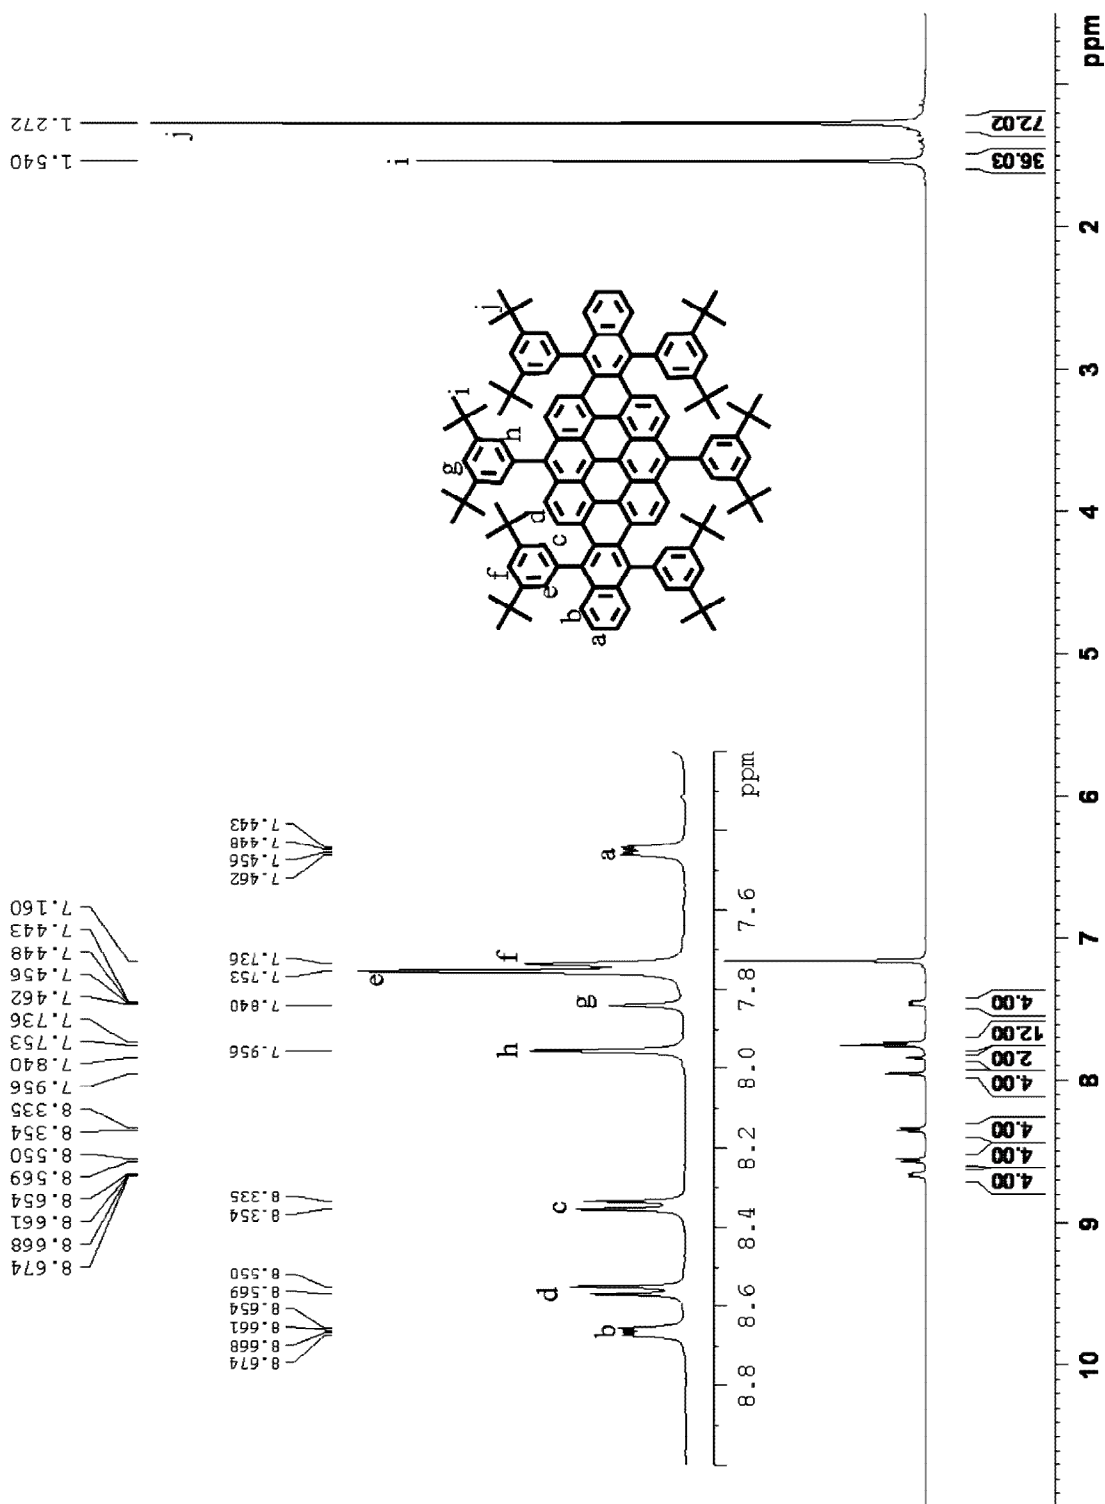 8.674
8.668
8.661
8.654
8.569
8.550
8.354
8.335
7.956
7.840
7.753
7.736
7.462
7.456
7.448
7.443
7.160
1.540
1.272
8.674
8.668
8.661
8.654
8.569
8.550
8.354
8.335
7.956
7.840
7.753
7.736
7.462
7.456
7.448
7.443
b
d
c
h
g
e
f
a
i
j
8.8 8.6 8.4 8.2 8.0 7.8 7.6 ppm
a
b
e
f
c
d
g
h
i
j
4.00
4.00
4.00
4.00
2.00
12.00
4.00
36.03
72.02
10 9 8 7 6 5 4 3 2 ppm